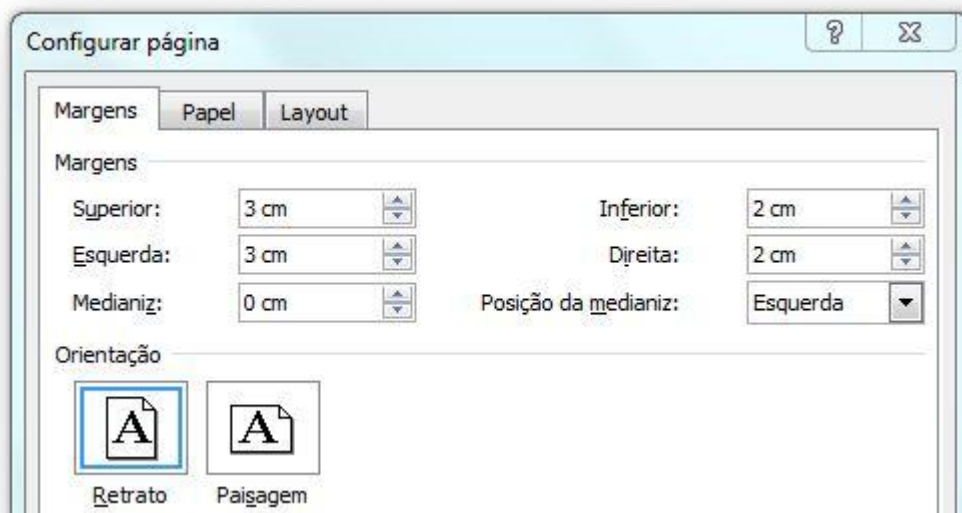 Configurar página
Margens Papel Layout
Margens
Superior: 3 cm Inferior: 2 cm
Esquerda: 3 cm Direita: 2 cm
Medianiz: 0 cm Posição da medianiz: Esquerda
Orientação
A A
Retrato Paisagem